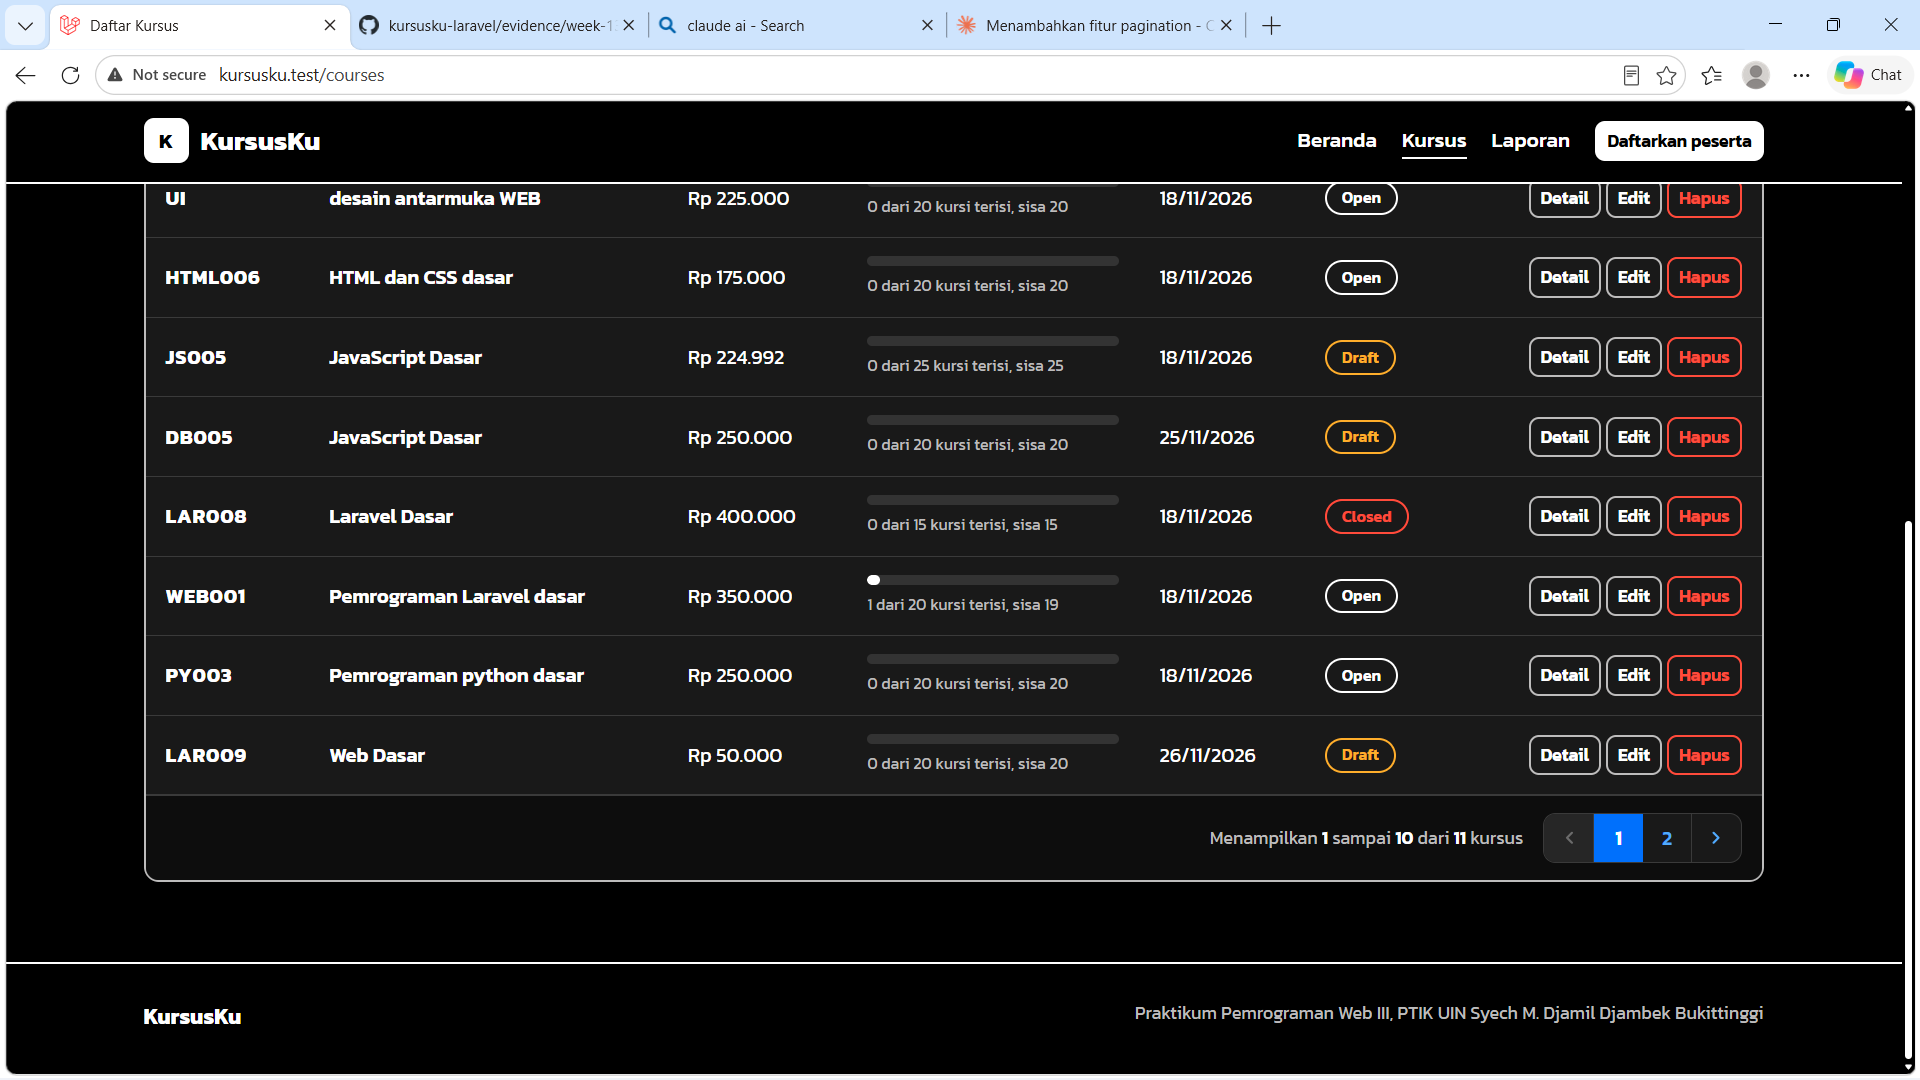 Daftar Kursus
kursusku-laravel/evidence/week-1
claude ai - Search
Menambahkan fitur pagination - C
Not secure
kursusku.test/courses
Chat
K
KursusKu
Beranda
Kursus
Laporan
Daftarkan peserta
UI desain antarmuka WEB Rp 225.000 0 dari 20 kursi terisi, sisa 20 18/11/2026 Open Detail Edit Hapus
HTML006 HTML dan CSS dasar Rp 175.000 0 dari 20 kursi terisi, sisa 20 18/11/2026 Open Detail Edit Hapus
JS005 JavaScript Dasar Rp 224.992 0 dari 25 kursi terisi, sisa 25 18/11/2026 Draft Detail Edit Hapus
DB005 JavaScript Dasar Rp 250.000 0 dari 20 kursi terisi, sisa 20 25/11/2026 Draft Detail Edit Hapus
LAR008 Laravel Dasar Rp 400.000 0 dari 15 kursi terisi, sisa 15 18/11/2026 Closed Detail Edit Hapus
WEB001 Pemrograman Laravel dasar Rp 350.000 1 dari 20 kursi terisi, sisa 19 18/11/2026 Open Detail Edit Hapus
PY003 Pemrograman python dasar Rp 250.000 0 dari 20 kursi terisi, sisa 20 18/11/2026 Open Detail Edit Hapus
LAR009 Web Dasar Rp 50.000 0 dari 20 kursi terisi, sisa 20 26/11/2026 Draft Detail Edit Hapus
Menampilkan 1 sampai 10 dari 11 kursus 1 2
KursusKu
Praktikum Pemrograman Web III, PTIK UIN Syech M. Djamil Djambek Bukittinggi